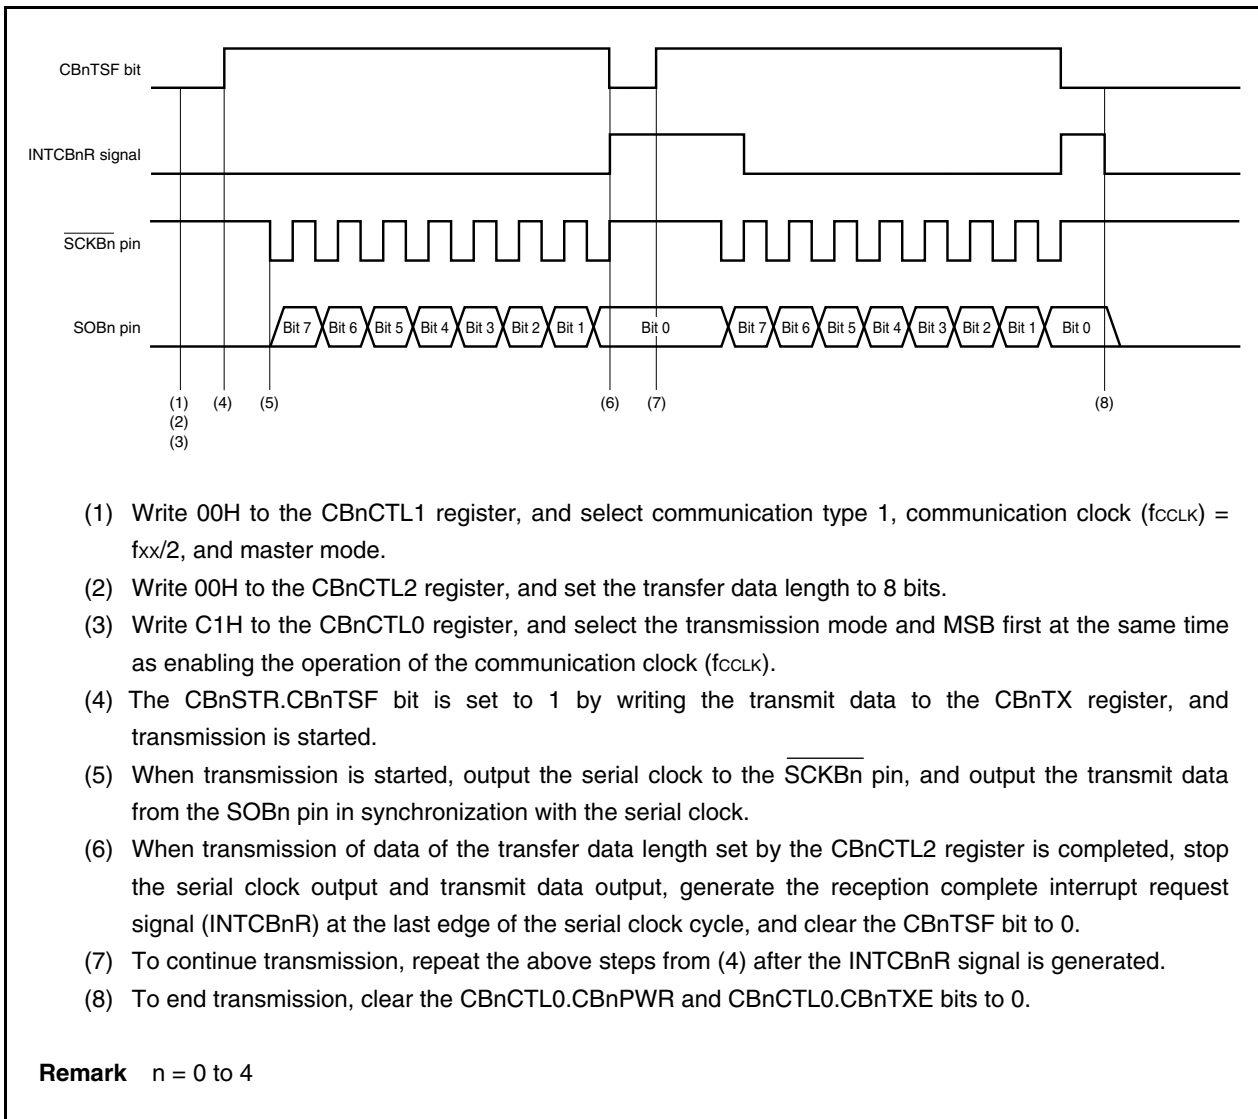 CBnTSF bit
INTCBnR signal
SCKBn pin
SOBn pin
Bit 7 Bit 6 Bit 5 Bit 4 Bit 3 Bit 2 Bit 1 Bit 0 Bit 7 Bit 6 Bit 5 Bit 4 Bit 3 Bit 2 Bit 1 Bit 0
(1) (4) (5) (6) (7) (8)
(2)
(3)
(1) Write 00H to the CBnCTL1 register, and select communication type 1, communication clock (fCCLK) =
fXX/2, and master mode.
(2) Write 00H to the CBnCTL2 register, and set the transfer data length to 8 bits.
(3) Write C1H to the CBnCTL0 register, and select the transmission mode and MSB first at the same time
as enabling the operation of the communication clock (fCCLK).
(4) The CBnSTR.CBnTSF bit is set to 1 by writing the transmit data to the CBnTX register, and
transmission is started.
(5) When transmission is started, output the serial clock to the SCKBn pin, and output the transmit data
from the SOBn pin in synchronization with the serial clock.
(6) When transmission of data of the transfer data length set by the CBnCTL2 register is completed, stop
the serial clock output and transmit data output, generate the reception complete interrupt request
signal (INTCBnR) at the last edge of the serial clock cycle, and clear the CBnTSF bit to 0.
(7) To continue transmission, repeat the above steps from (4) after the INTCBnR signal is generated.
(8) To end transmission, clear the CBnCTL0.CBnPWR and CBnCTL0.CBnTXE bits to 0.
Remark n = 0 to 4